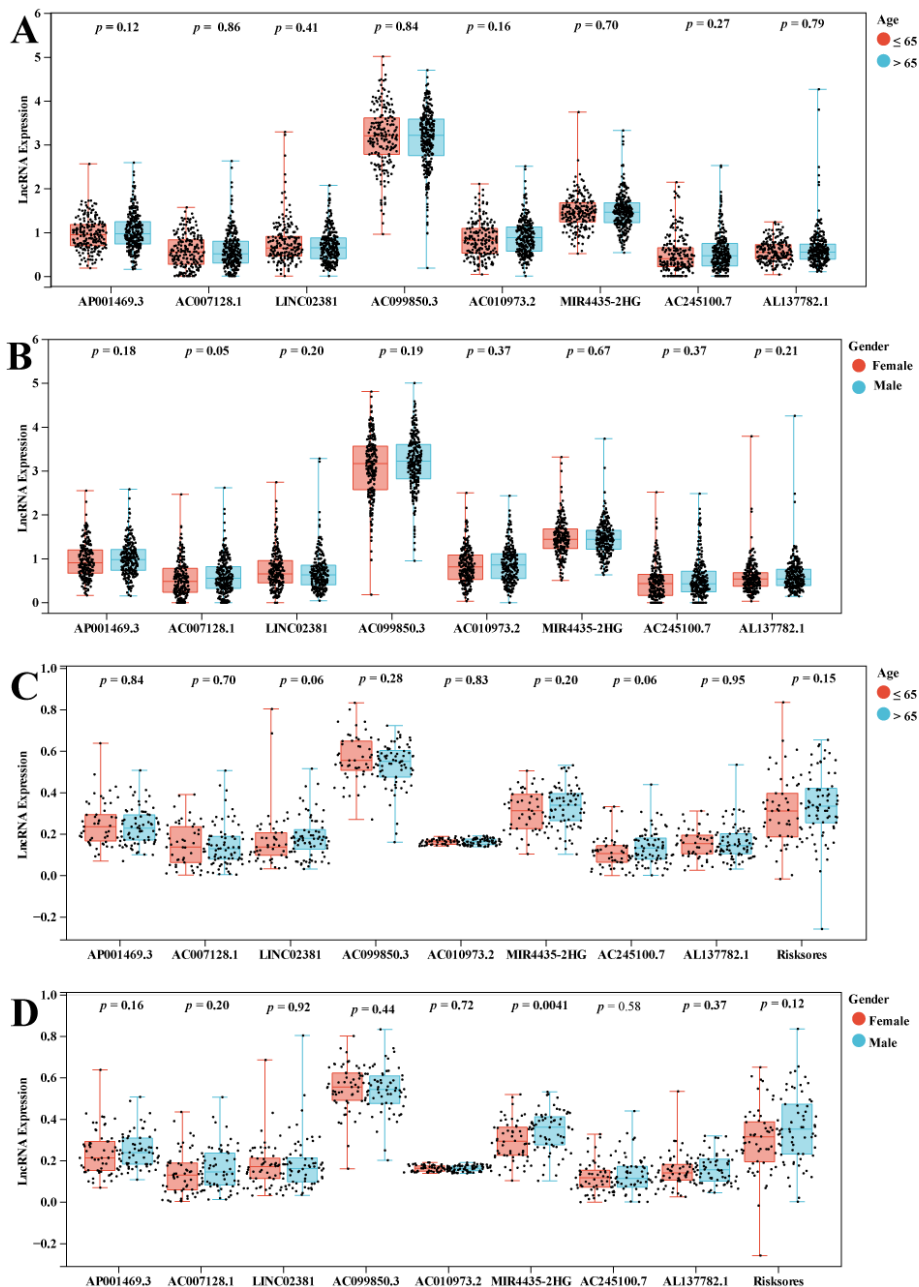 A
p = 0.12 p = 0.86 p = 0.41 p = 0.84 p = 0.16 p = 0.70 p = 0.27 p = 0.79
Age
≤ 65
> 65
LncRNA Expression
6
5
4
3
2
1
0
AP001469.3 AC007128.1 LINC02381 AC099850.3 AC010973.2 MIR4435-2HG AC245100.7 AL137782.1
B
p = 0.18 p = 0.05 p = 0.20 p = 0.19 p = 0.37 p = 0.67 p = 0.37 p = 0.21
Gender
Female
Male
LncRNA Expression
6
5
4
3
2
1
0
AP001469.3 AC007128.1 LINC02381 AC099850.3 AC010973.2 MIR4435-2HG AC245100.7 AL137782.1
C
p = 0.84 p = 0.70 p = 0.06 p = 0.28 p = 0.83 p = 0.20 p = 0.06 p = 0.95 p = 0.15
Age
≤ 65
> 65
LncRNA Expression
1.0
0.8
0.6
0.4
0.2
0.0
−0.2
AP001469.3 AC007128.1 LINC02381 AC099850.3 AC010973.2 MIR4435-2HG AC245100.7 AL137782.1 Risksores
D
p = 0.16 p = 0.20 p = 0.92 p = 0.44 p = 0.72 p = 0.0041 p = 0.58 p = 0.37 p = 0.12
Gender
Female
Male
LncRNA Expression
1.0
0.8
0.6
0.4
0.2
0.0
−0.2
AP001469.3 AC007128.1 LINC02381 AC099850.3 AC010973.2 MIR4435-2HG AC245100.7 AL137782.1 Risksores